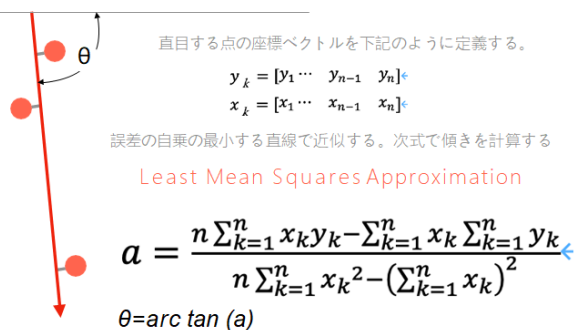 θ
直目する点の座標ベクトルを下記のように定義する。
y_k = [y_1 ⋯ y_{n−1} y_n]↵
x_k = [x_1 ⋯ x_{n−1} x_n]↵
誤差の自乗の最小する直線で近似する。次式で傾きを計算する
Least Mean Squares Approximation
a = \frac{n∑_{k=1}^{n} x_k y_k − ∑_{k=1}^{n} x_k ∑_{k=1}^{n} y_k}{n∑_{k=1}^{n} x_k^2 − (∑_{k=1}^{n} x_k)^2}↵
θ=arc tan (a)